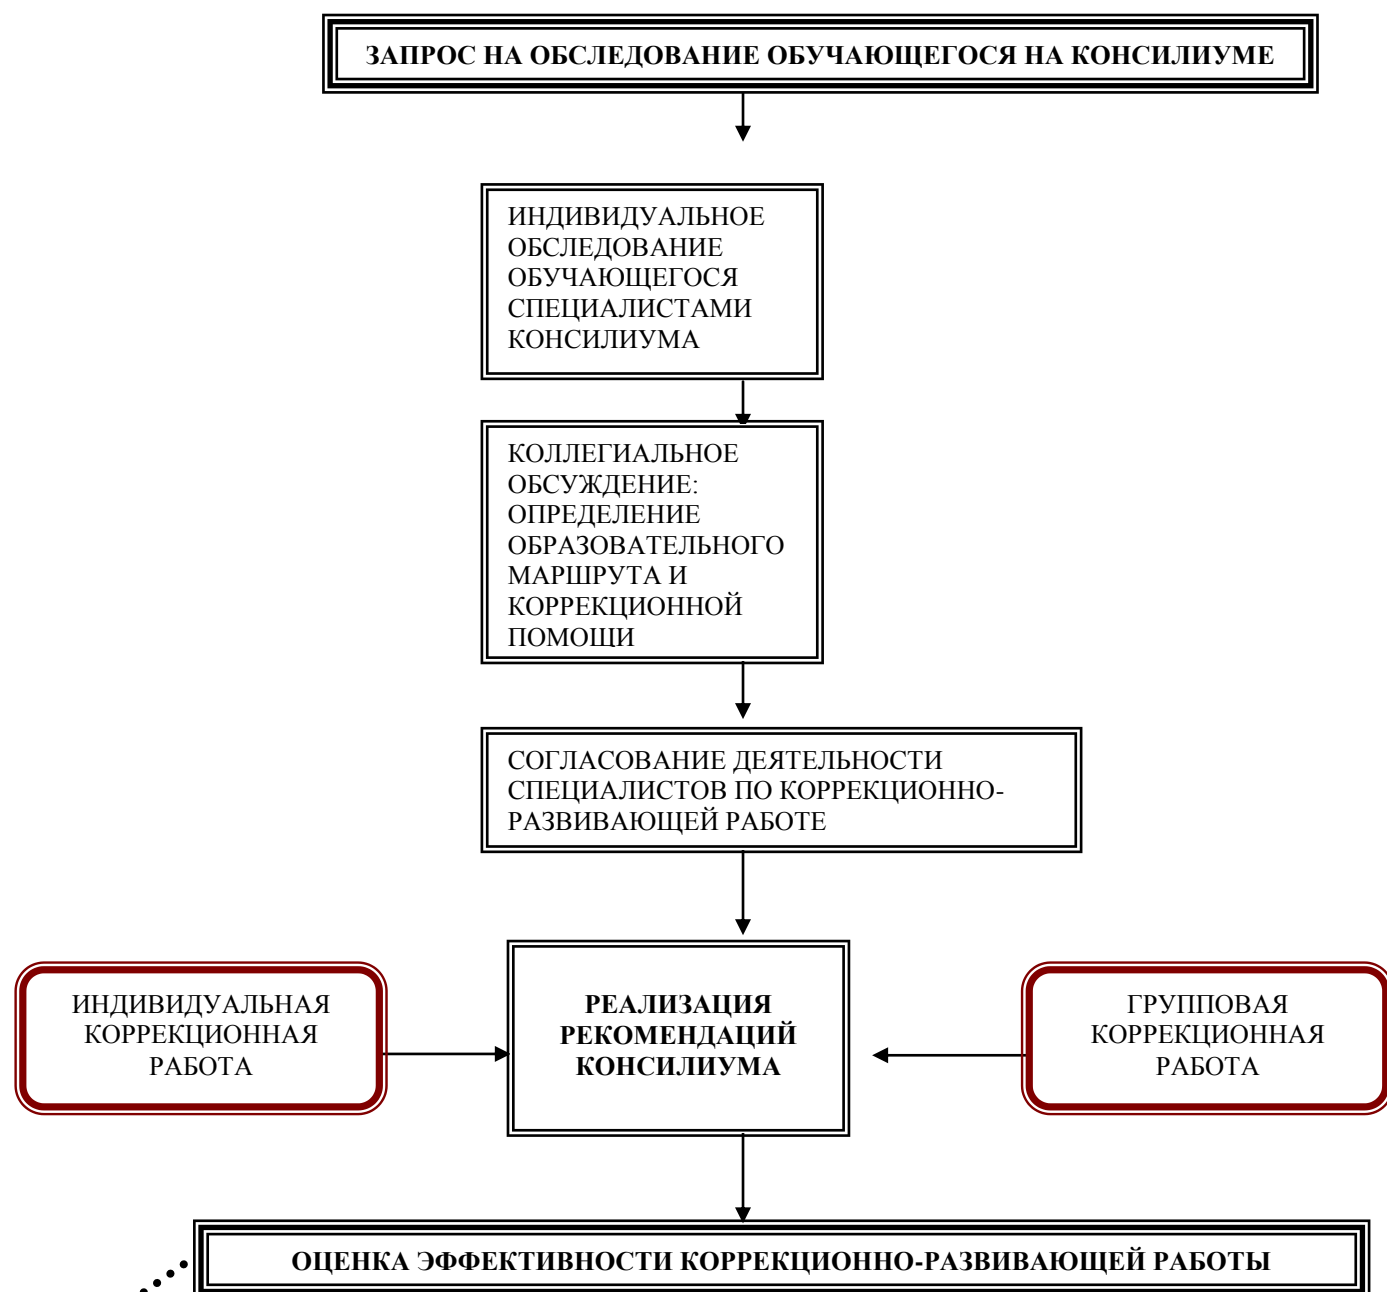 ЗАПРОС НА ОБСЛЕДОВАНИЕ ОБУЧАЮЩЕГОСЯ НА КОНСИЛИУМЕ
ИНДИВИДУАЛЬНОЕ
ОБСЛЕДОВАНИЕ
ОБУЧАЮЩЕГОСЯ
СПЕЦИАЛИСТАМИ
КОНСИЛИУМА
КОЛЛЕГИАЛЬНОЕ
ОБСУЖДЕНИЕ:
ОПРЕДЕЛЕНИЕ
ОБРАЗОВАТЕЛЬНОГО
МАРШРУТА И
КОРРЕКЦИОННОЙ
ПОМОЩИ
СОГЛАСОВАНИЕ ДЕЯТЕЛЬНОСТИ
СПЕЦИАЛИСТОВ ПО КОРРЕКЦИОННО-
РАЗВИВАЮЩЕЙ РАБОТЕ
ИНДИВИДУАЛЬНАЯ
КОРРЕКЦИОННАЯ
РАБОТА
РЕАЛИЗАЦИЯ
РЕКОМЕНДАЦИЙ
КОНСИЛИУМА
ГРУППОВАЯ
КОРРЕКЦИОННАЯ
РАБОТА
ОЦЕНКА ЭФФЕКТИВНОСТИ КОРРЕКЦИОННО-РАЗВИВАЮЩЕЙ РАБОТЫ